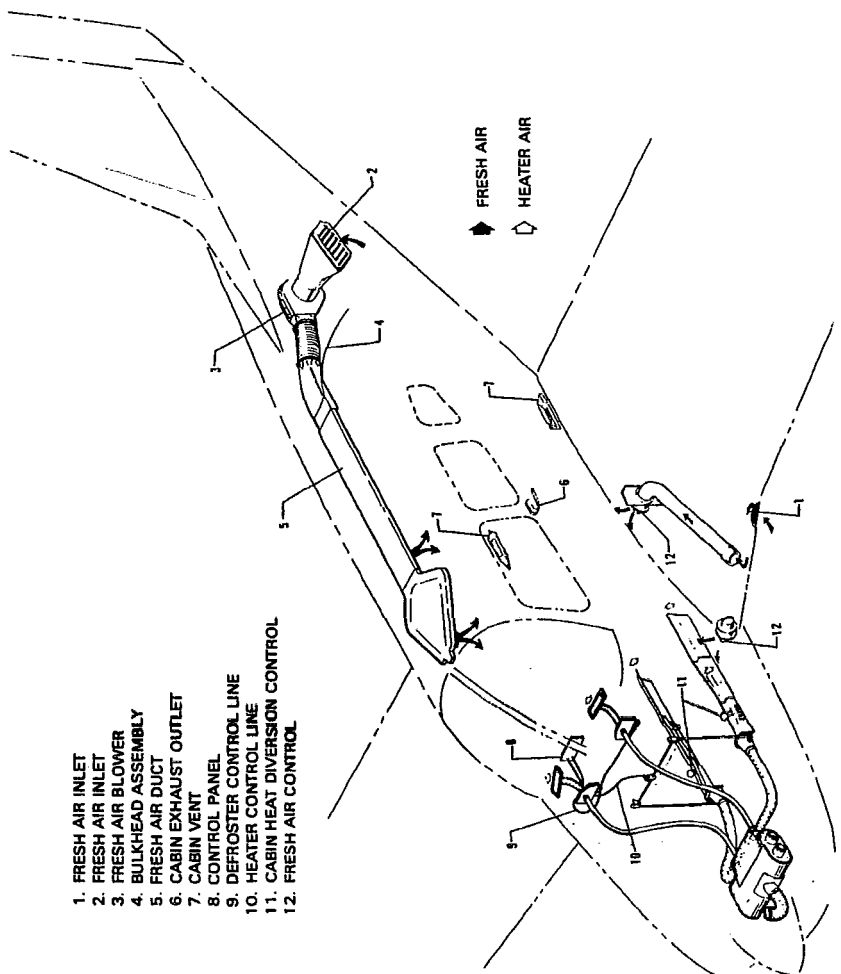 1. FRESH AIR INLET
2. FRESH AIR INLET
3. FRESH AIR BLOWER
4. BULKHEAD ASSEMBLY
5. FRESH AIR DUCT
6. CABIN EXHAUST OUTLET
7. CABIN VENT
8. CONTROL PANEL
9. DEFROSTER CONTROL LINE
10. HEATER CONTROL LINE
11. CABIN HEAT DIVERSION CONTROL
12. FRESH AIR CONTROL
3
2
4
5
FRESH AIR
HEATER AIR
7
7
6
12
1
12
11
8
9
10